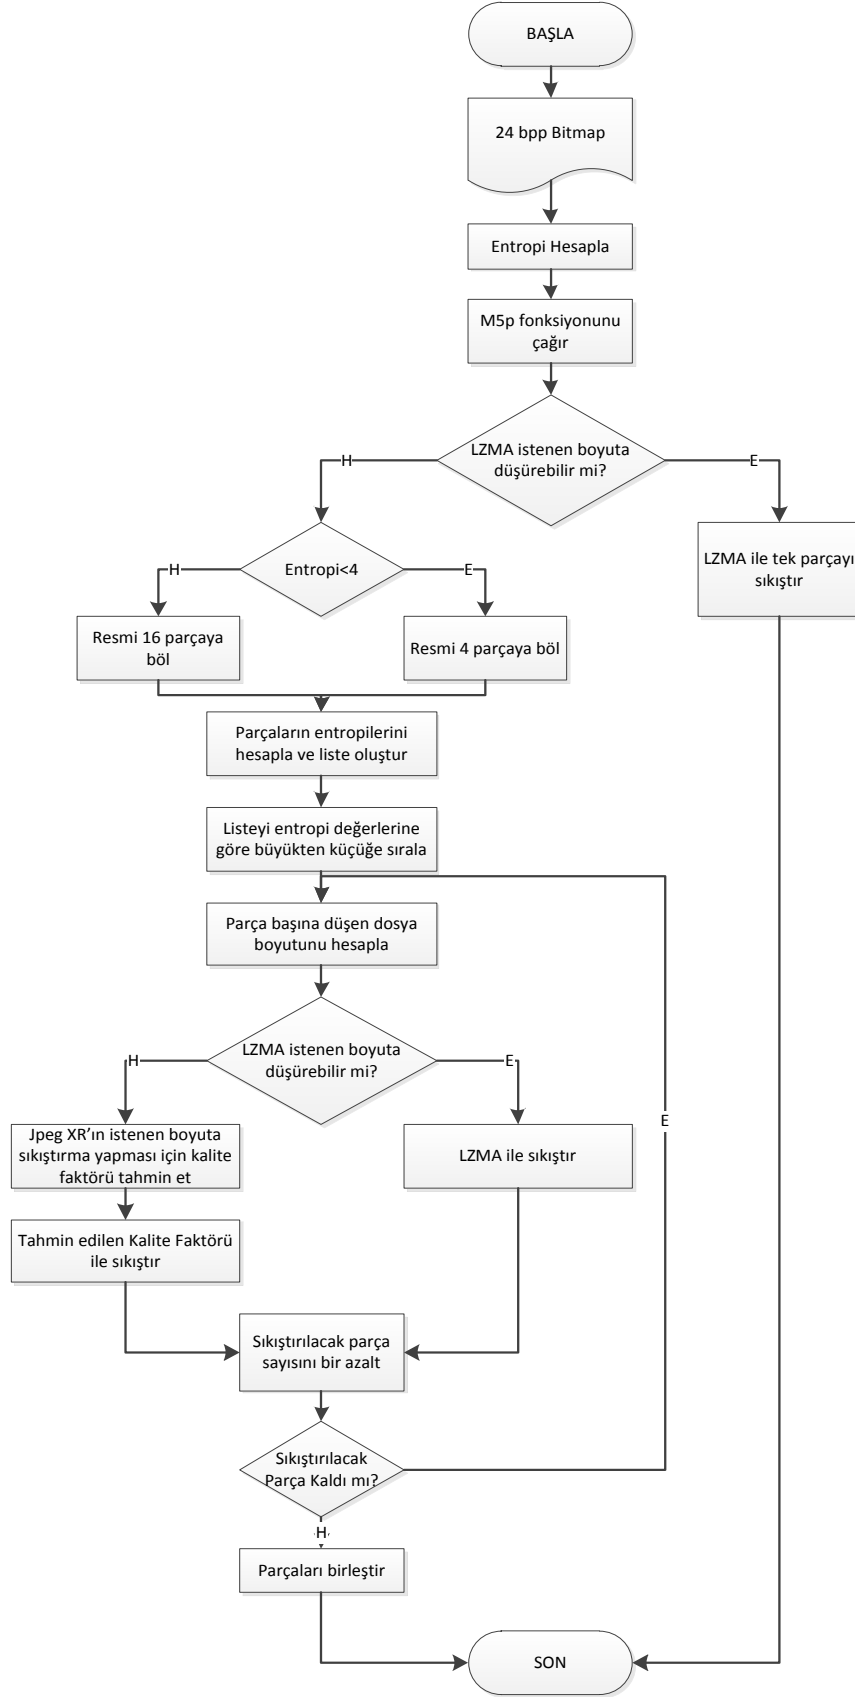 BAŞLA
24 bpp Bitmap
Entropi Hesapla
M5p fonksiyonunu
çağır
LZMA istenen boyuta
düşürebilir mi?
H
E
Entropi<4
LZMA ile tek parçayı
sıkıştır
H
E
Resmi 16 parçaya
böl
Resmi 4 parçaya böl
Parçaların entropilerini
hesapla ve liste oluştur
Listeyi entropi değerlerine
göre büyükten küçüğe sırala
Parça başına düşen dosya
boyutunu hesapla
LZMA istenen boyuta
düşürebilir mi?
H
E
E
Jpeg XR’ın istenen boyuta
sıkıştırma yapması için kalite
faktörü tahmin et
LZMA ile sıkıştır
Tahmin edilen Kalite Faktörü
ile sıkıştır
Sıkıştırılacak parça
sayısını bir azalt
Sıkıştırılacak
Parça Kaldı mı?
H
Parçaları birleştir
SON